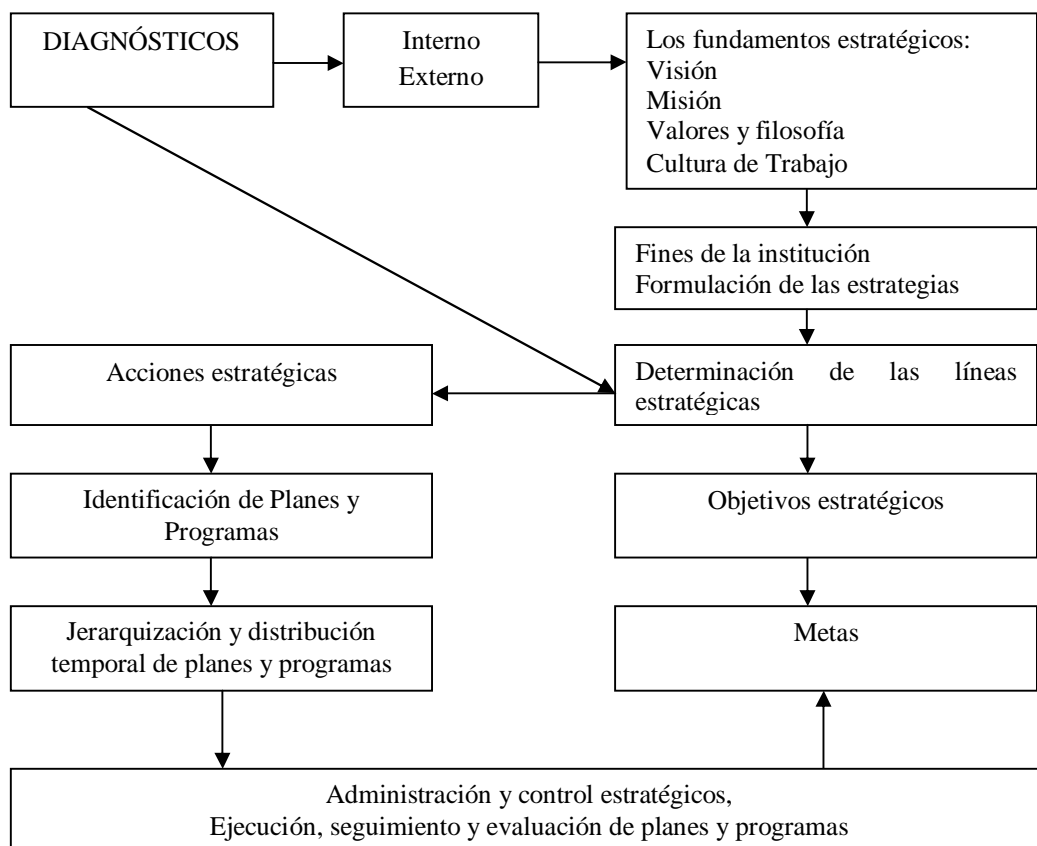 DIAGNÓSTICOS
Interno
Externo
Los fundamentos estratégicos:
Visión
Misión
Valores y filosofía
Cultura de Trabajo
Fines de la institución
Formulación de las estrategias
Acciones estratégicas
Determinación de las líneas
estratégicas
Identificación de Planes y
Programas
Objetivos estratégicos
Jerarquización y distribución
temporal de planes y programas
Metas
Administración y control estratégicos,
Ejecución, seguimiento y evaluación de planes y programas